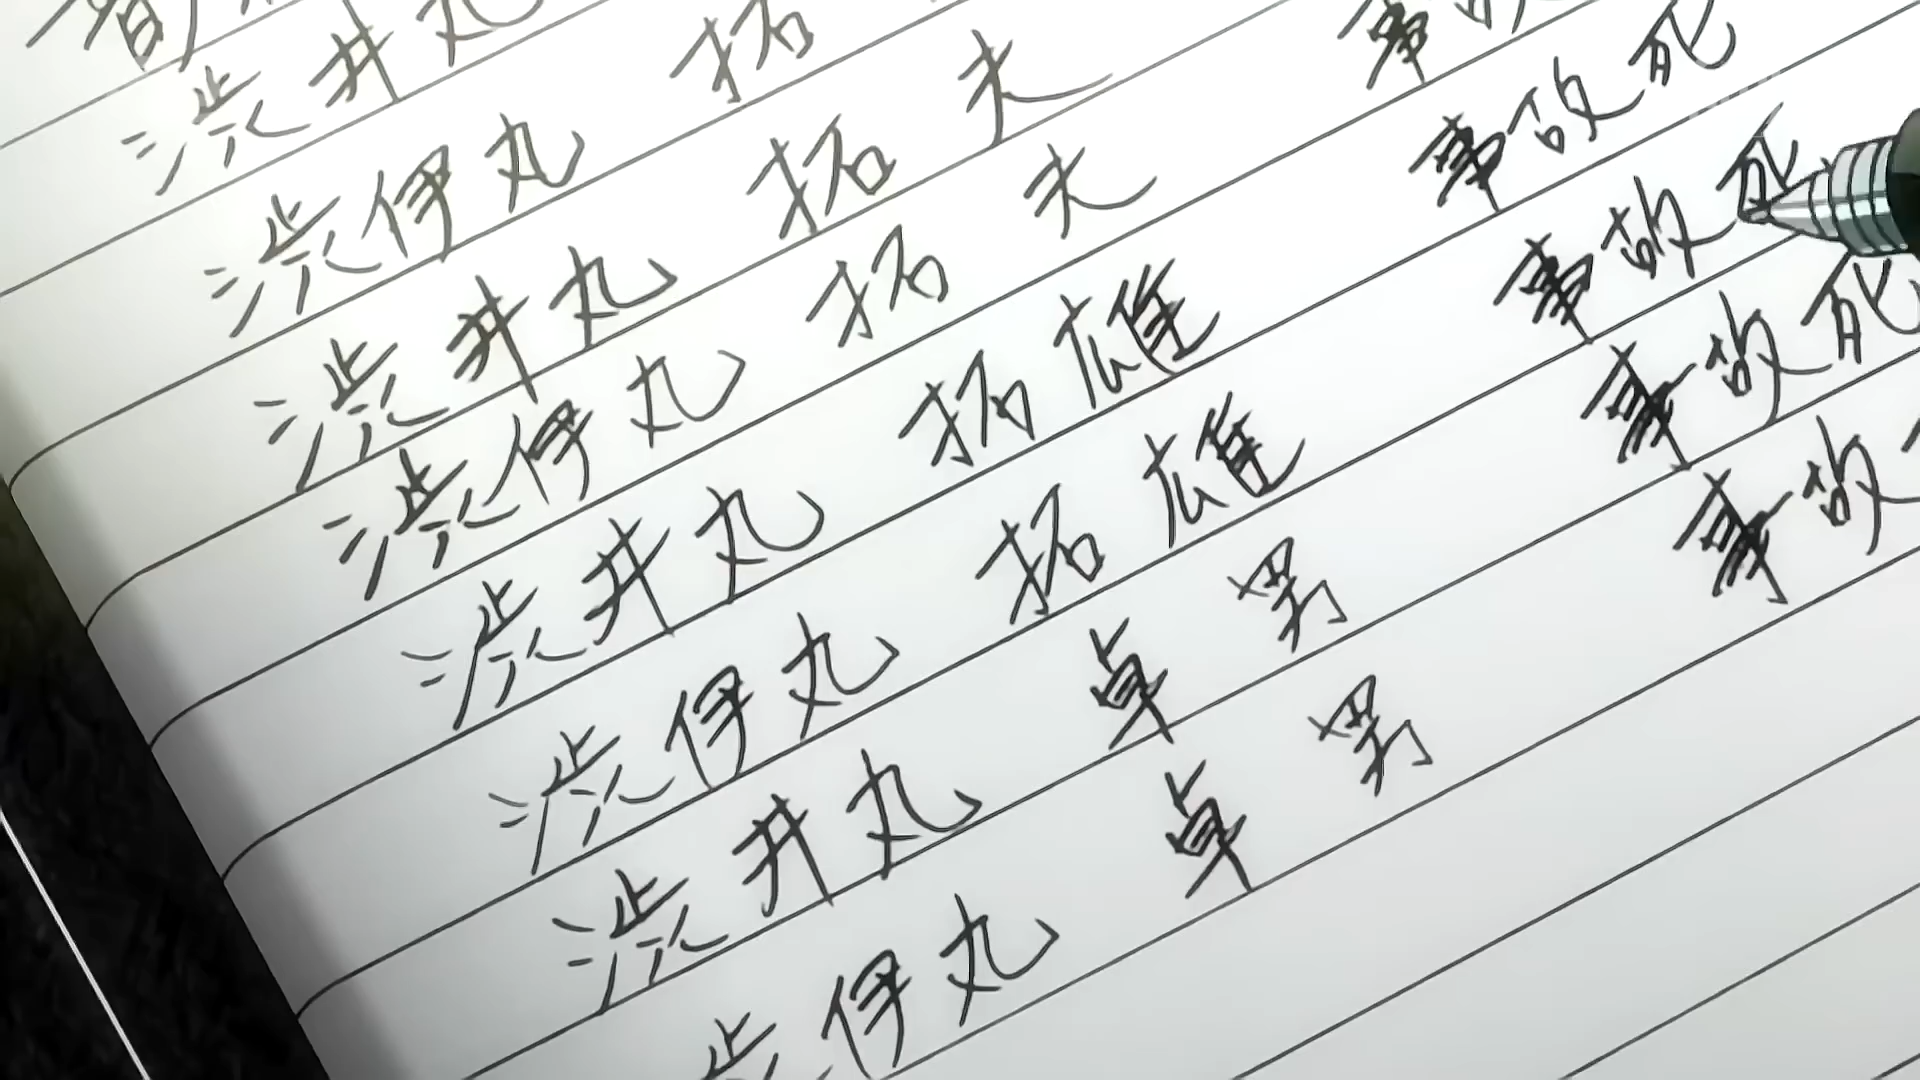 渋井丸
渋伊丸 拓
渋井丸 拓夫
渋伊丸 拓夫 事故
渋井丸 拓雄 事故死
渋伊丸 拓雄 事故死
渋井丸 卓男 事故死
渋伊丸 卓男 事故